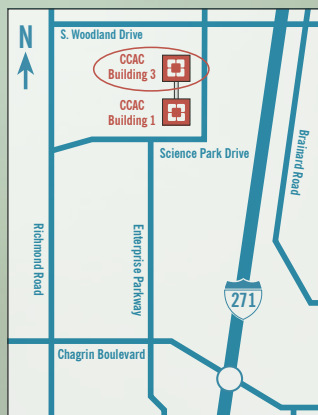 N
S. Woodland Drive
CCAC
Building 3
CCAC
Building 1
Science Park Drive
Brainard Road
Richmond Road
Enterprise Parkway
271
Chagrin Boulevard